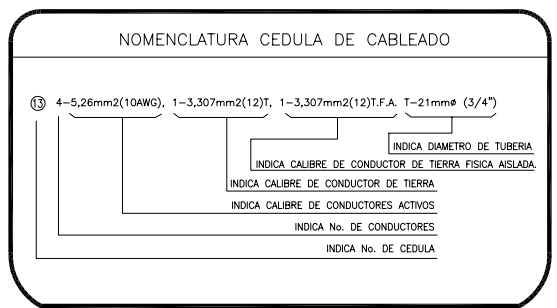 NOMENCLATURA CEDULA DE CABLEADO
13 4-5,26mm2(10AWG), 1-3,307mm2(12)T, 1-3,307mm2(12)T.F.A. T-21mmø (3/4")
INDICA DIAMETRO DE TUBERIA
INDICA CALIBRE DE CONDUCTOR DE TIERRA FISICA AISLADA.
INDICA CALIBRE DE CONDUCTOR DE TIERRA
INDICA CALIBRE DE CONDUCTORES ACTIVOS
INDICA No. DE CONDUCTORES
INDICA No. DE CEDULA